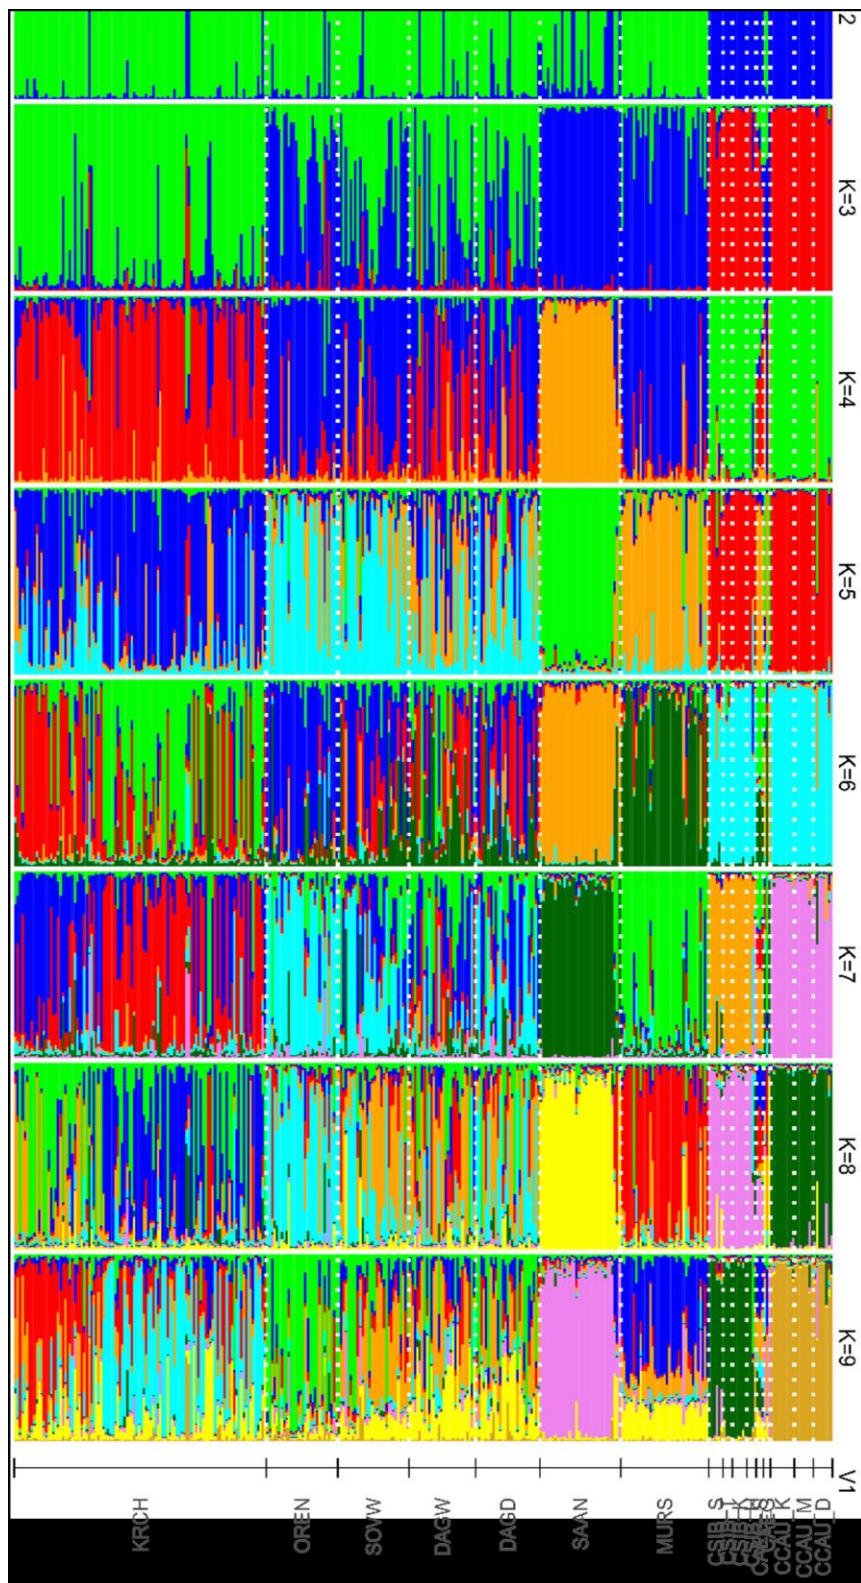 2
K=3
K=4
K=5
K=6
K=7
K=8
K=9
V1
KRCH
OREN
SOVW
DAGW
DAGD
SAAN
MURS
CSIB_S
CCAU_K
CCAU_M
CCAU_D